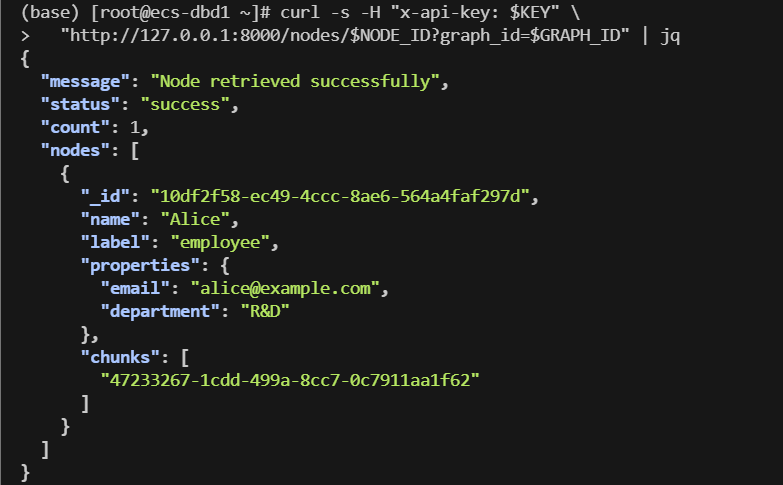 (base) [root@ecs-dbd1 ~]# curl -s -H "x-api-key: $KEY" \
>   "http://127.0.0.1:8000/nodes/$NODE_ID?graph_id=$GRAPH_ID" | jq
{
  "message": "Node retrieved successfully",
  "status": "success",
  "count": 1,
  "nodes": [
    {
      "_id": "10df2f58-ec49-4ccc-8ae6-564a4faf297d",
      "name": "Alice",
      "label": "employee",
      "properties": {
        "email": "alice@example.com",
        "department": "R&D"
      },
      "chunks": [
        "47233267-1cdd-499a-8cc7-0c7911aa1f62"
      ]
    }
  ]
}